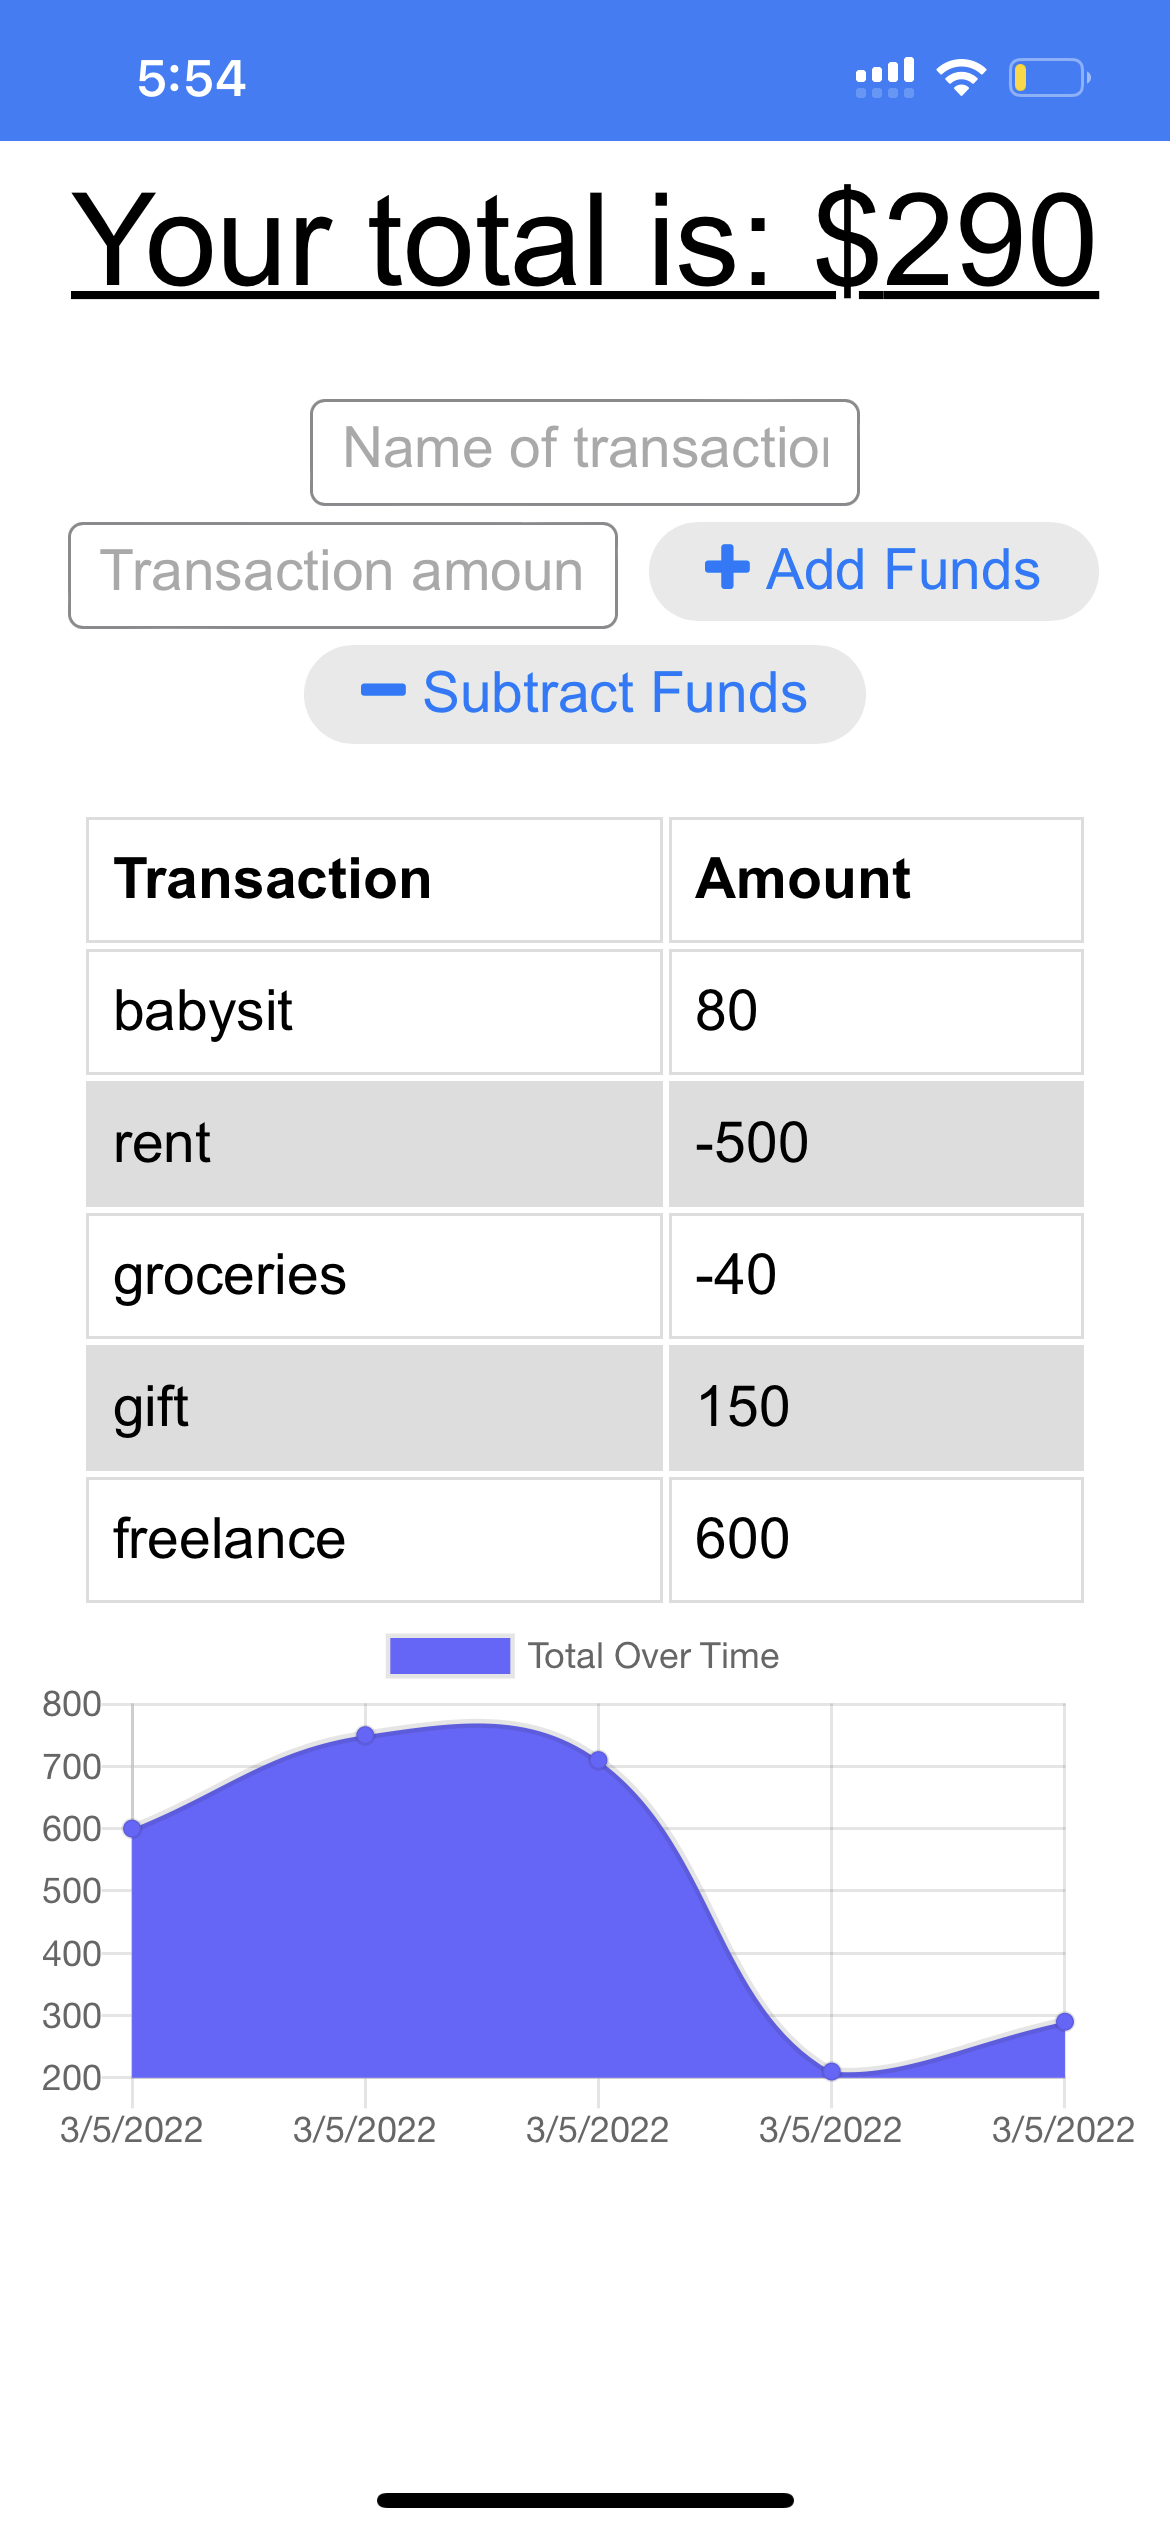 5:54
Your total is: $290
Name of transaction
Transaction amoun
Add Funds
Subtract Funds
Transaction Amount
babysit 80
rent -500
groceries -40
gift 150
freelance 600
Total Over Time
800
700
600
500
400
300
200
3/5/2022 3/5/2022 3/5/2022 3/5/2022 3/5/2022